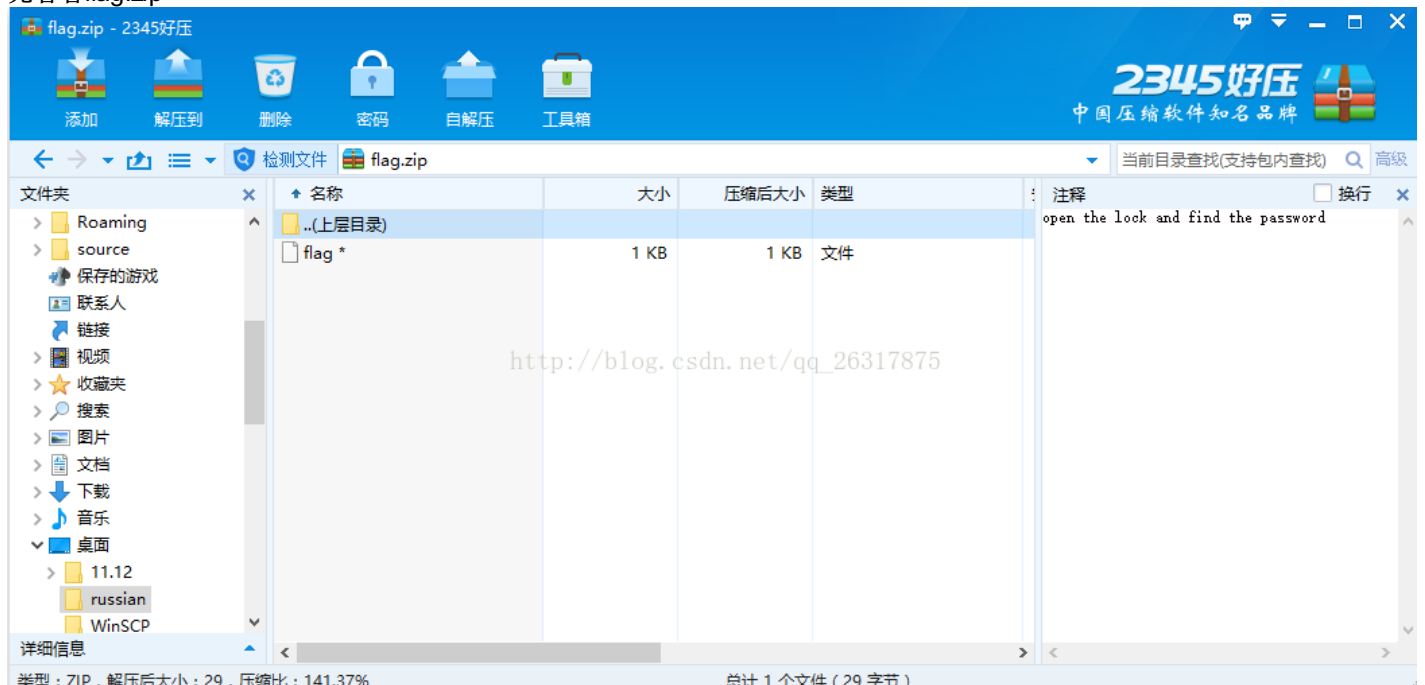 flag.zip - 2345好压
添加 解压到 删除 密码 自解压 工具箱
2345好压
中国压缩软件知名品牌
检测文件 flag.zip 当前目录查找(支持包内查找) 高级
文件夹 名称 大小 压缩后大小 类型 注释 换行
Roaming ..(上层目录) open the lock and find the password
source flag * 1 KB 1 KB 文件
保存的游戏
联系人
链接
视频
http://blog.csdn.net/qq_26317875
收藏夹
搜索
图片
文档
下载
音乐
桌面
11.12
russian
WinSCP
详细信息
类型：ZIP，解压后大小：29，压缩比：141.37% 总计 1 个文件 ( 29 字节 )